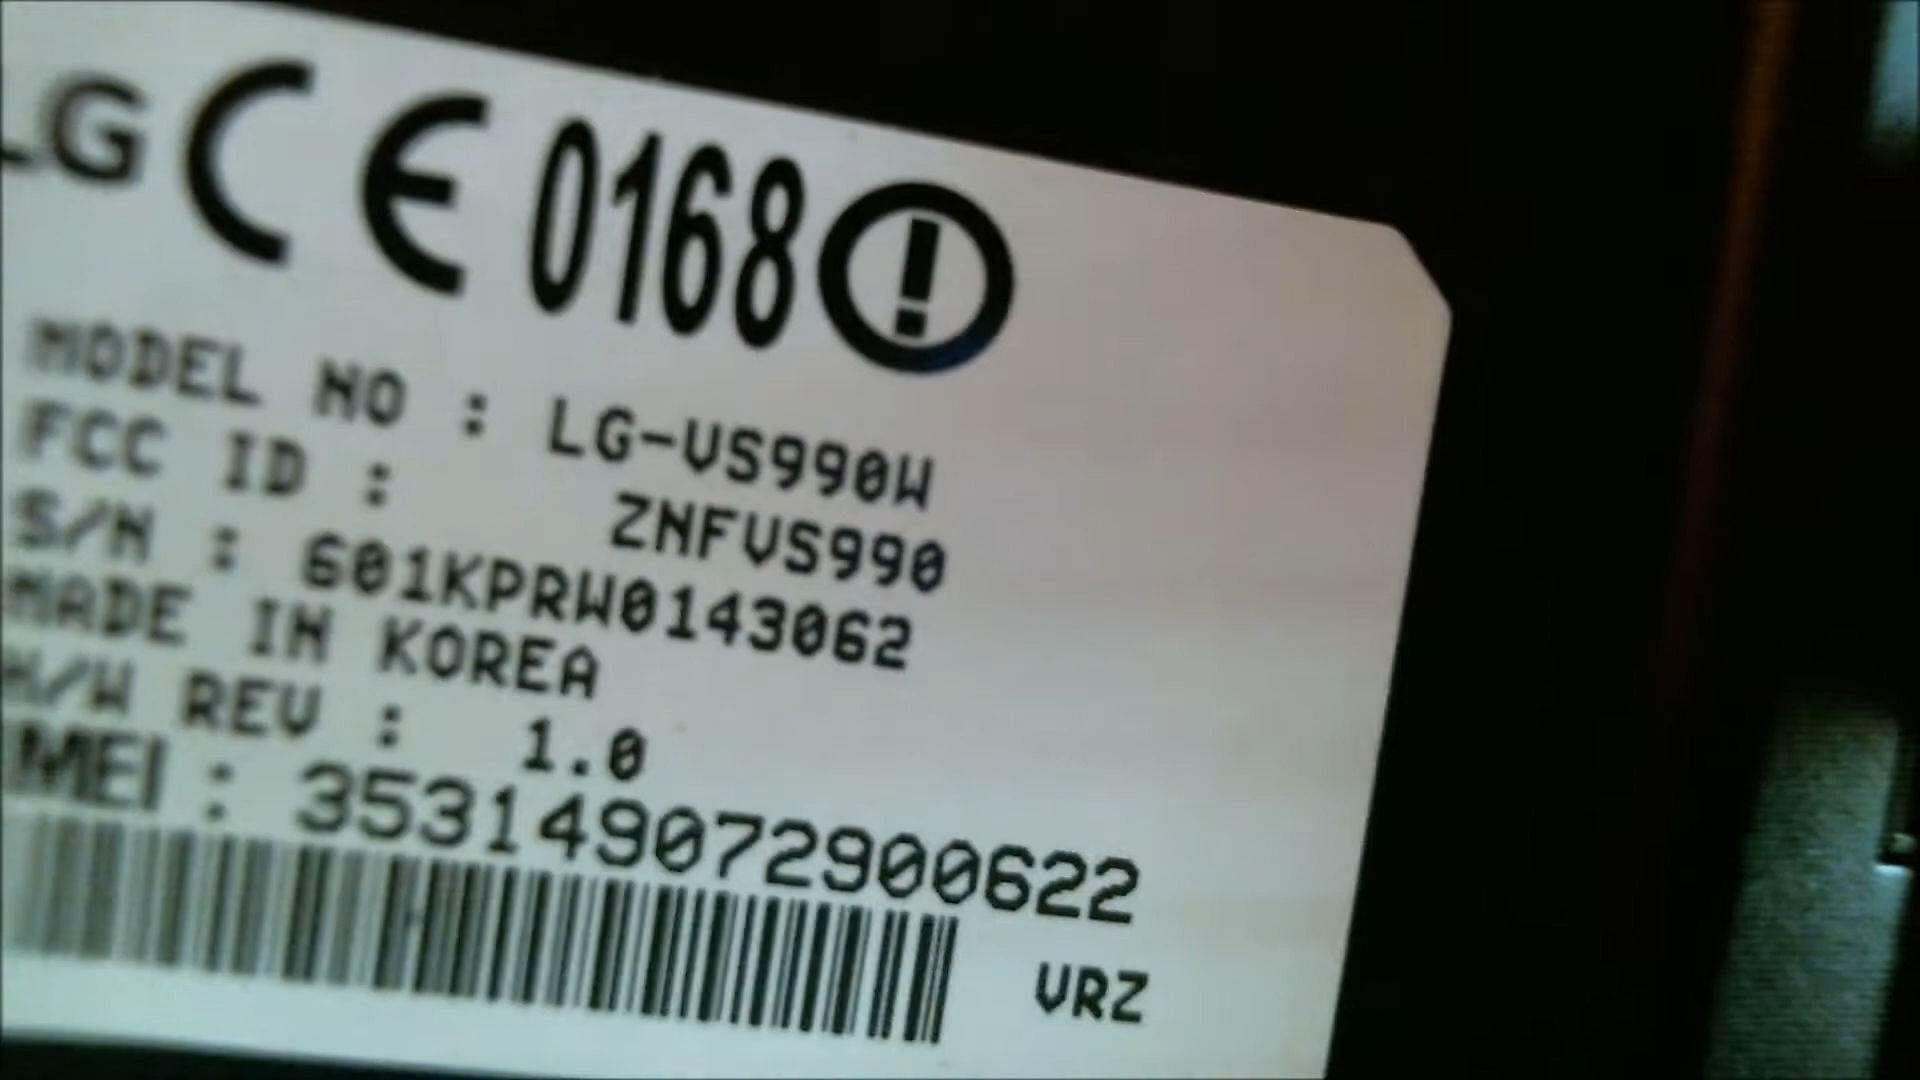 LG CE 0168
MODEL NO : LG-VS990W
FCC ID : ZNFVS990
S/N : 601KPRW0143062
MADE IN KOREA
H/W REV : 1.0
IMEI : 353149072900622
VRZ